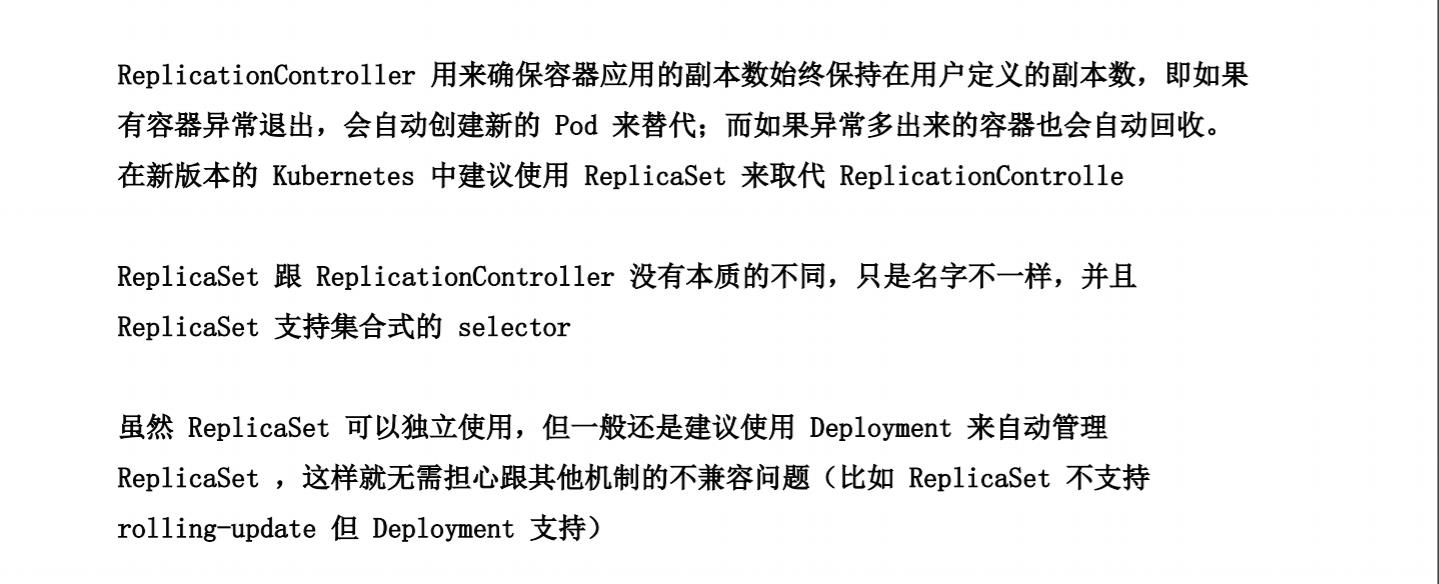 ReplicationController 用来确保容器应用的副本数始终保持在用户定义的副本数，即如果
有容器异常退出，会自动创建新的 Pod 来替代；而如果异常多出来的容器也会自动回收。
在新版本的 Kubernetes 中建议使用 ReplicaSet 来取代 ReplicationControlle
ReplicaSet 跟 ReplicationController 没有本质的不同，只是名字不一样，并且
ReplicaSet 支持集合式的 selector
虽然 ReplicaSet 可以独立使用，但一般还是建议使用 Deployment 来自动管理
ReplicaSet ，这样就无需担心跟其他机制的不兼容问题（比如 ReplicaSet 不支持
rolling-update 但 Deployment 支持）